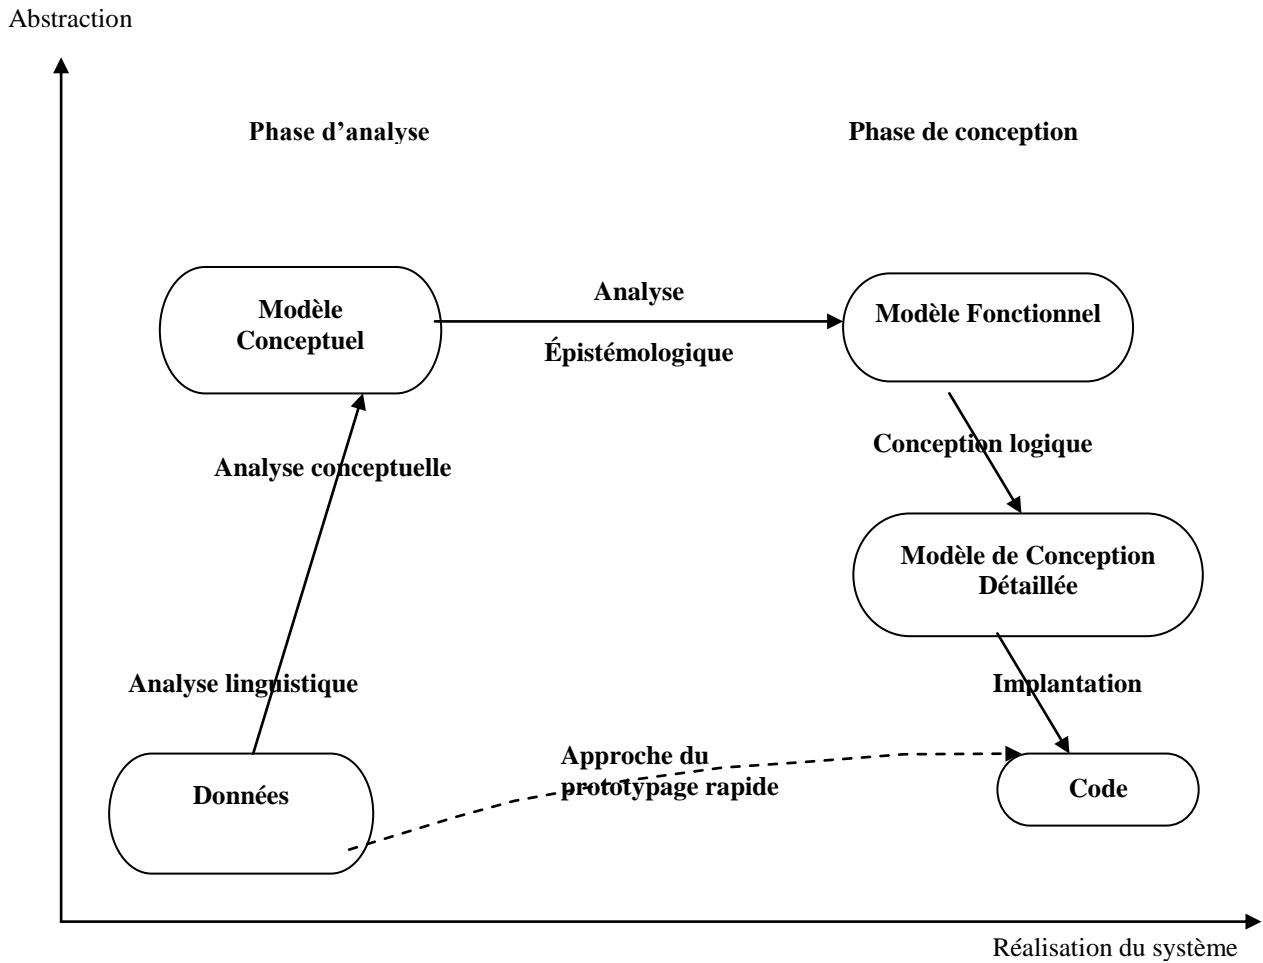 Abstraction
Phase d’analyse
Phase de conception
Modèle
Conceptuel
Analyse
Épistémologique
Modèle Fonctionnel
Conception logique
Analyse conceptuelle
Modèle de Conception
Détaillée
Analyse linguistique
Implantation
Approche du
prototypage rapide
Données
Code
Réalisation du système